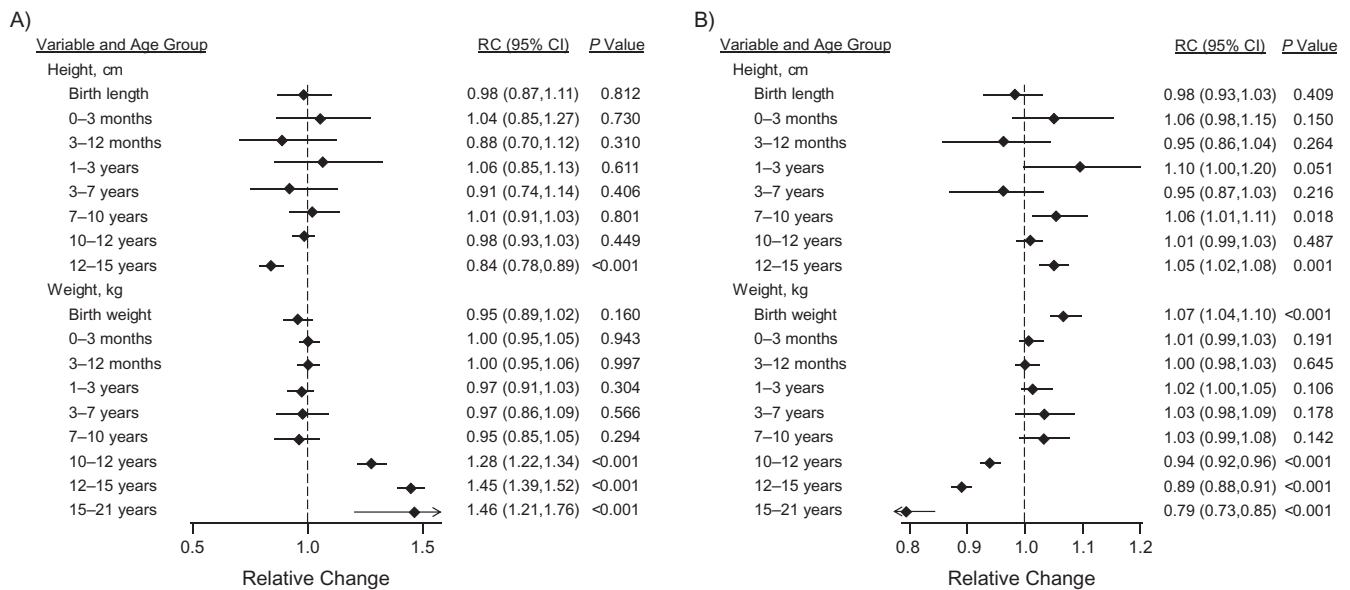 A)
Variable and Age Group RC (95% CI) P Value
Height, cm
Birth length 0.98 (0.87,1.11) 0.812
0–3 months 1.04 (0.85,1.27) 0.730
3–12 months 0.88 (0.70,1.12) 0.310
1–3 years 1.06 (0.85,1.13) 0.611
3–7 years 0.91 (0.74,1.14) 0.406
7–10 years 1.01 (0.91,1.03) 0.801
10–12 years 0.98 (0.93,1.03) 0.449
12–15 years 0.84 (0.78,0.89) <0.001
Weight, kg
Birth weight 0.95 (0.89,1.02) 0.160
0–3 months 1.00 (0.95,1.05) 0.943
3–12 months 1.00 (0.95,1.06) 0.997
1–3 years 0.97 (0.91,1.03) 0.304
3–7 years 0.97 (0.86,1.09) 0.566
7–10 years 0.95 (0.85,1.05) 0.294
10–12 years 1.28 (1.22,1.34) <0.001
12–15 years 1.45 (1.39,1.52) <0.001
15–21 years 1.46 (1.21,1.76) <0.001
0.5 1.0 1.5
Relative Change
B)
Variable and Age Group RC (95% CI) P Value
Height, cm
Birth length 0.98 (0.93,1.03) 0.409
0–3 months 1.06 (0.98,1.15) 0.150
3–12 months 0.95 (0.86,1.04) 0.264
1–3 years 1.10 (1.00,1.20) 0.051
3–7 years 0.95 (0.87,1.03) 0.216
7–10 years 1.06 (1.01,1.11) 0.018
10–12 years 1.01 (0.99,1.03) 0.487
12–15 years 1.05 (1.02,1.08) 0.001
Weight, kg
Birth weight 1.07 (1.04,1.10) <0.001
0–3 months 1.01 (0.99,1.03) 0.191
3–12 months 1.00 (0.98,1.03) 0.645
1–3 years 1.02 (1.00,1.05) 0.106
3–7 years 1.03 (0.98,1.09) 0.178
7–10 years 1.03 (0.99,1.08) 0.142
10–12 years 0.94 (0.92,0.96) <0.001
12–15 years 0.89 (0.88,0.91) <0.001
15–21 years 0.79 (0.73,0.85) <0.001
0.8 0.9 1.0 1.1 1.2
Relative Change